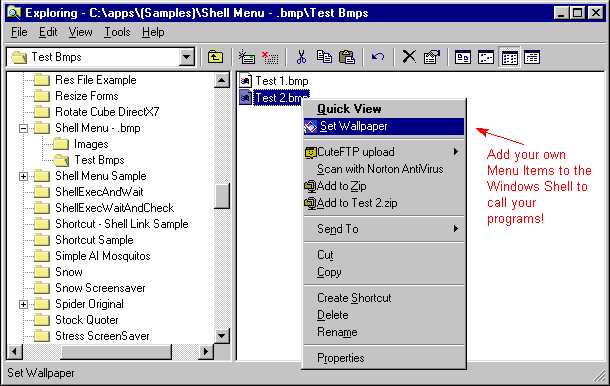 Exploring - C:\apps\(Samples)\Shell Menu - .bmp\Test Bmps
File Edit View Tools Help
Test Bmps
Res File Example
Resize Forms
Rotate Cube DirectX7
Shell Menu - .bmp
Images
Test Bmps
Shell Menu Sample
ShellExecAndWait
ShellExecWaitAndCheck
Shortcut - Shell Link Sample
Shortcut Sample
Simple AI Mosquitos
Snow
Snow Screensaver
Spider Original
Stock Quoter
Stress ScreenSaver
Test 1.bmp
Test 2.bmp
Quick View
Set Wallpaper
CuteFTP upload
Scan with Norton AntiVirus
Add to Zip
Add to Test 2.zip
Send To
Cut
Copy
Create Shortcut
Delete
Rename
Properties
Add your own
Menu Items to the
Windows Shell to
call your
programs!
Set Wallpaper